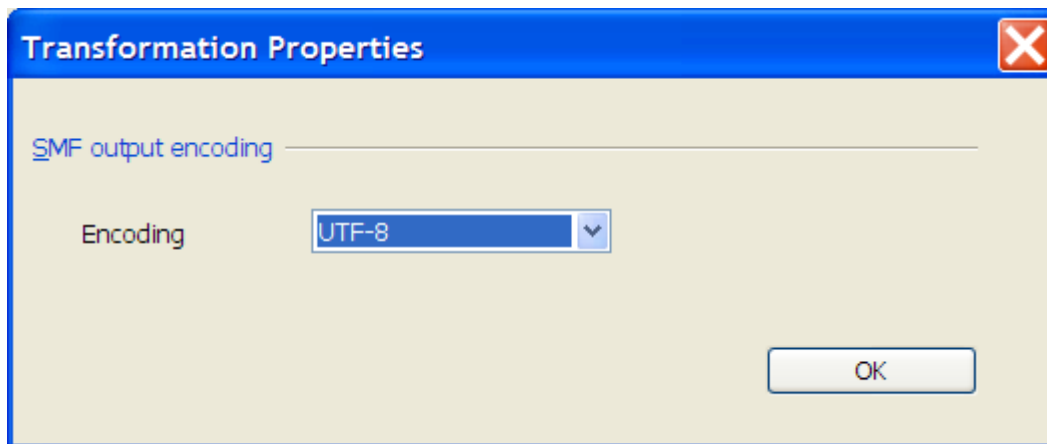 Transformation Properties
SMF output encoding
Encoding
UTF-8
OK